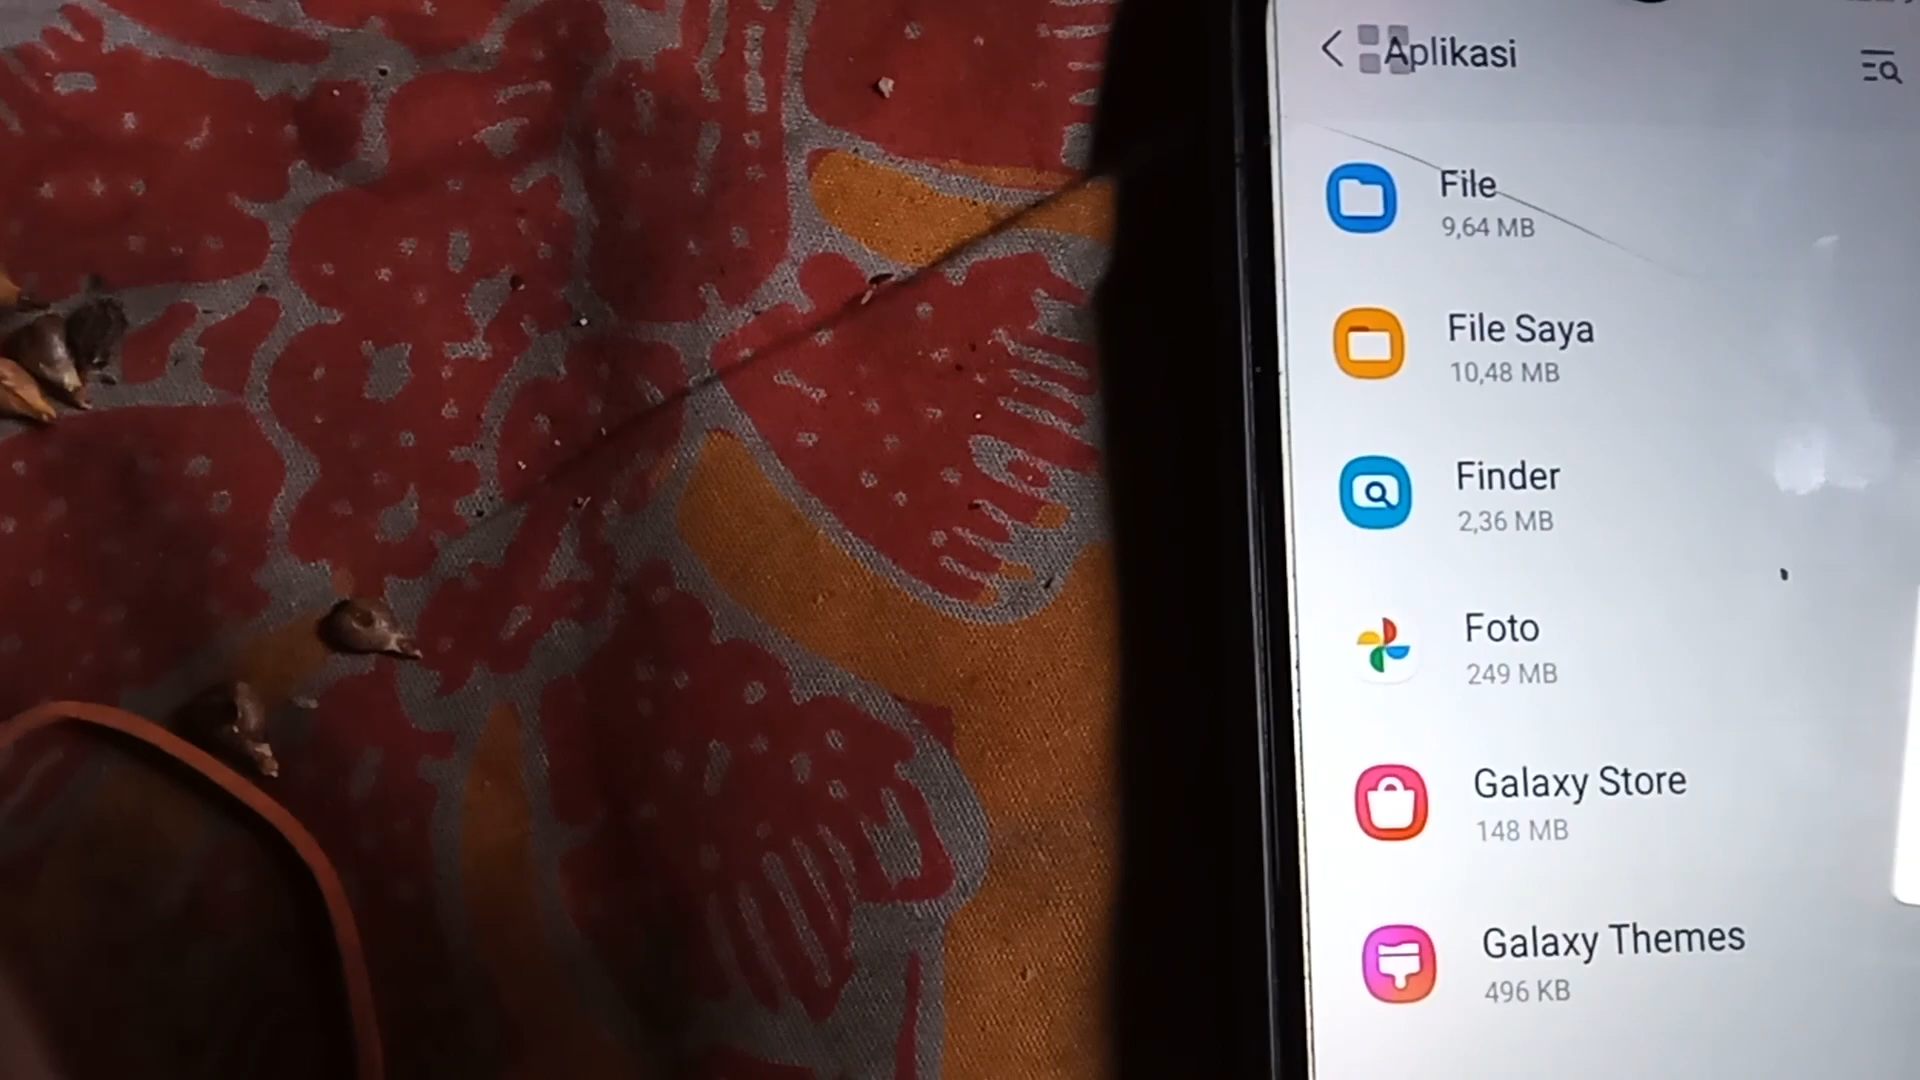 Aplikasi
File
9,64 MB
File Saya
10,48 MB
Finder
2,36 MB
Foto
249 MB
Galaxy Store
148 MB
Galaxy Themes
496 KB